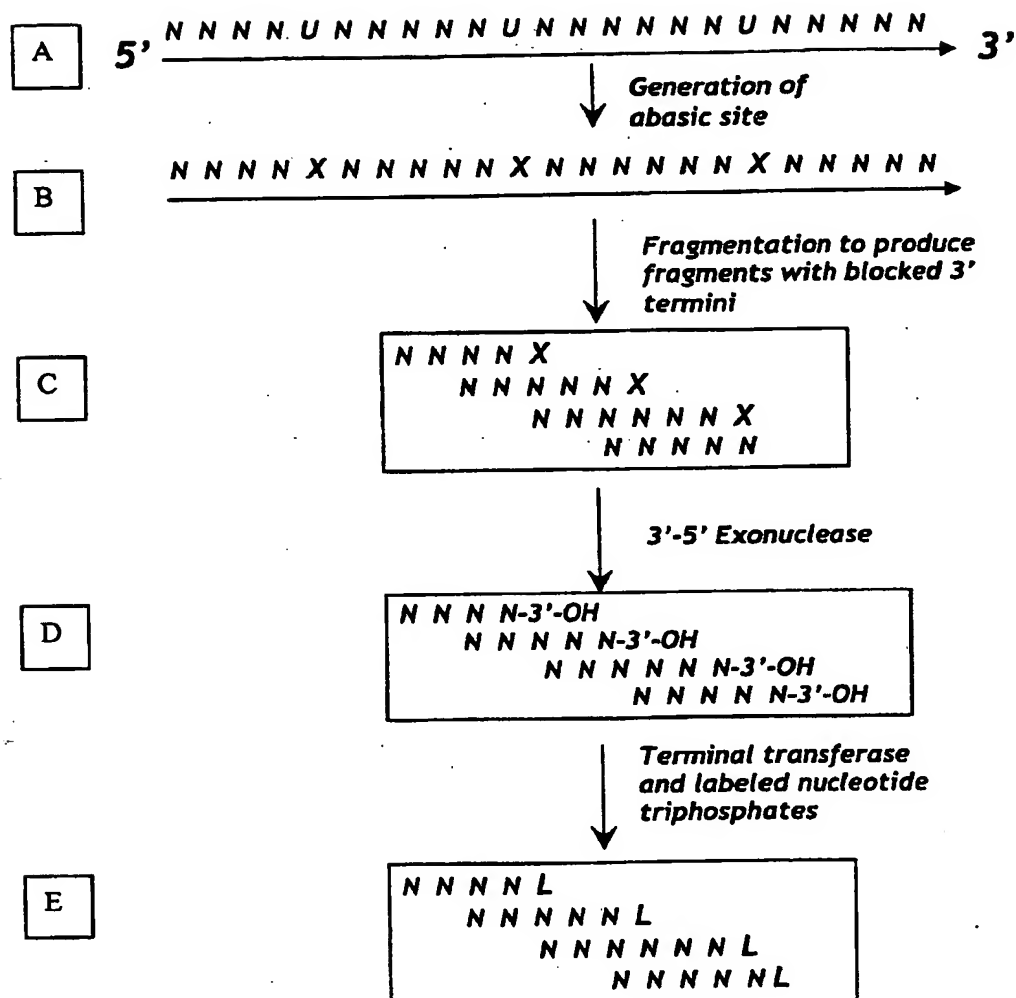 N N N N U N N N N N U N N N N N N U N N N N N
A
5’
3’
Generation of
abasic site
N N N N X N N N N N X N N N N N N X N N N N N
B
Fragmentation to produce
fragments with blocked 3’
termini
C
N N N N X
N N N N N X
N N N N N N X
N N N N N
3’-5’ Exonuclease
D
N N N N-3’-OH
N N N N N-3’-OH
N N N N N N-3’-OH
N N N N N-3’-OH
Terminal transferase
and labeled nucleotide
triphosphates
E
N N N N L
N N N N N L
N N N N N N L
N N N N NL